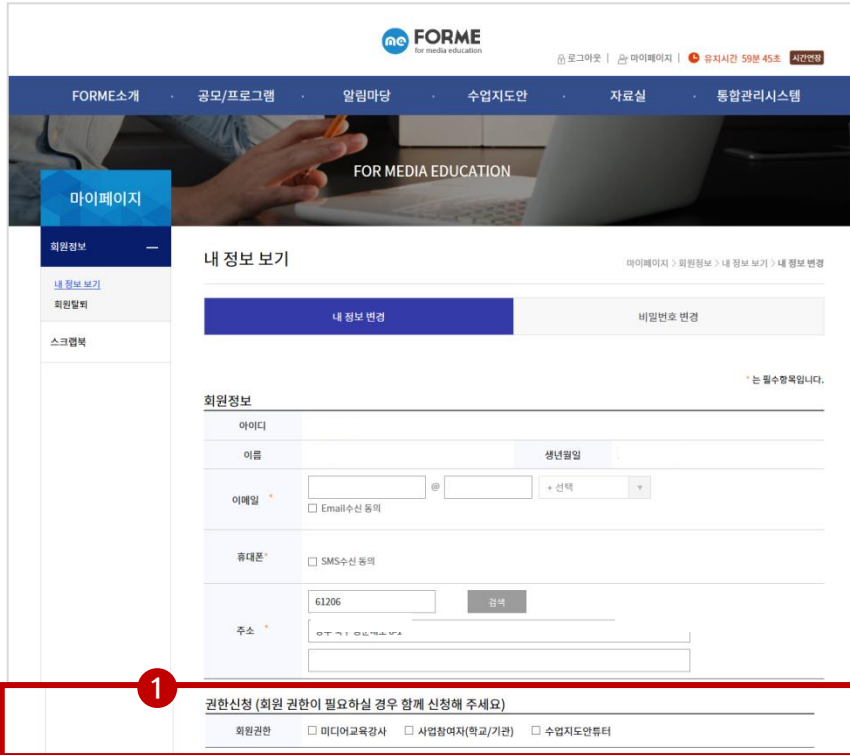 me FORME
for media education
로그아웃 | 마이페이지 | 유지시간 59분 45초 시간연장
FORME소개 · 공모/프로그램 · 알림마당 · 수업지도안 · 자료실 · 통합관리시스템
FOR MEDIA EDUCATION
마이페이지
회원정보
내 정보 보기
회원탈퇴
스크랩북
내 정보 보기
마이페이지 > 회원정보 > 내 정보 보기 > 내 정보 변경
내 정보 변경 비밀번호 변경
* 는 필수항목입니다.
회원정보
아이디
이름 생년월일
이메일 * @ + 선택
Email수신 동의
휴대폰*
SMS수신 동의
주소 *
61206 검색
1
권한신청 (회원 권한이 필요하실 경우 함께 신청해 주세요)
회원권한 미디어교육강사 사업참여자(학교/기관) 수업지도안튜터